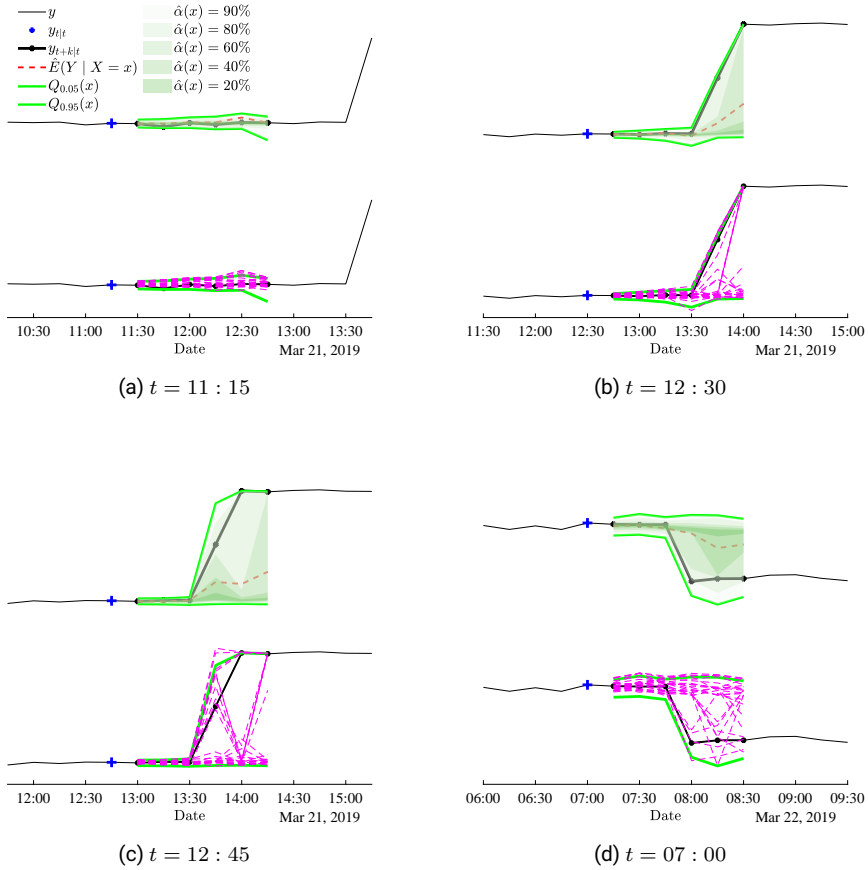 y
y_{t|t}
y_{t+k|t}
Ê(Y | X = x)
Q_{0.05}(x)
Q_{0.95}(x)
α̂(x) = 90%
α̂(x) = 80%
α̂(x) = 60%
α̂(x) = 40%
α̂(x) = 20%
10:30 11:00 11:30 12:00 12:30 13:00 13:30
Date
Mar 21, 2019
(a) t = 11 : 15
11:30 12:00 12:30 13:00 13:30 14:00 14:30 15:00
Date
Mar 21, 2019
(b) t = 12 : 30
12:00 12:30 13:00 13:30 14:00 14:30 15:00
Date
Mar 21, 2019
(c) t = 12 : 45
06:00 06:30 07:00 07:30 08:00 08:30 09:00 09:30
Date
Mar 22, 2019
(d) t = 07 : 00